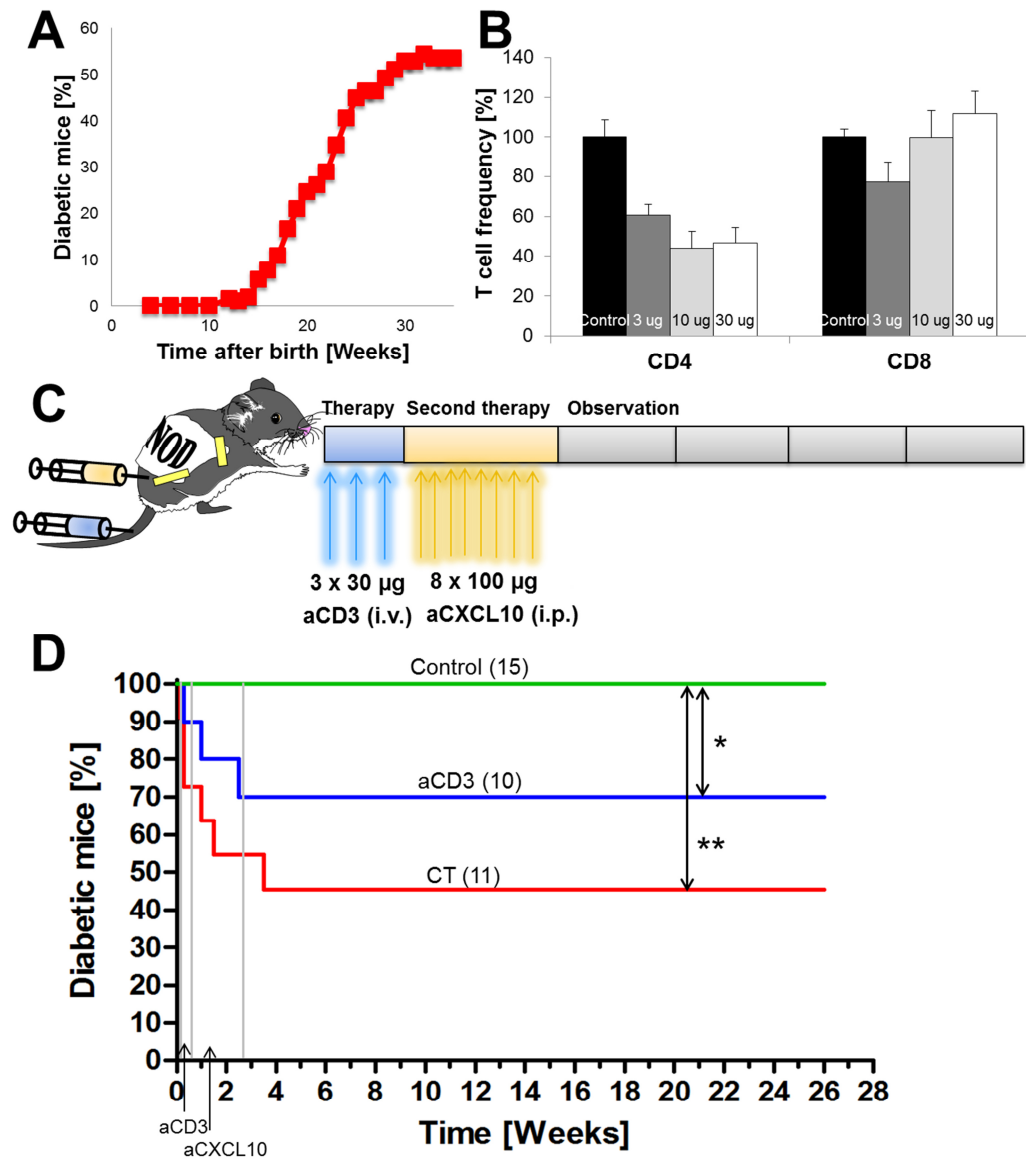 A
Diabetic mice [%]
60
50
40
30
20
10
0
0 10 20 30
Time after birth [Weeks]
B
T cell frequency [%]
140
120
100
80
60
40
20
0
Control 3 ug 10 ug 30 ug Control 3 ug 10 ug 30 ug
CD4 CD8
C
NOD
Therapy Second therapy Observation
3 x 30 µg 8 x 100 µg
aCD3 (i.v.) aCXCL10 (i.p.)
D
Diabetic mice [%]
100
90
80
70
60
50
40
30
20
10
0
Control (15)
aCD3 (10)
CT (11)
*
**
0 2 4 6 8 10 12 14 16 18 20 22 24 26 28
aCD3
aCXCL10
Time [Weeks]